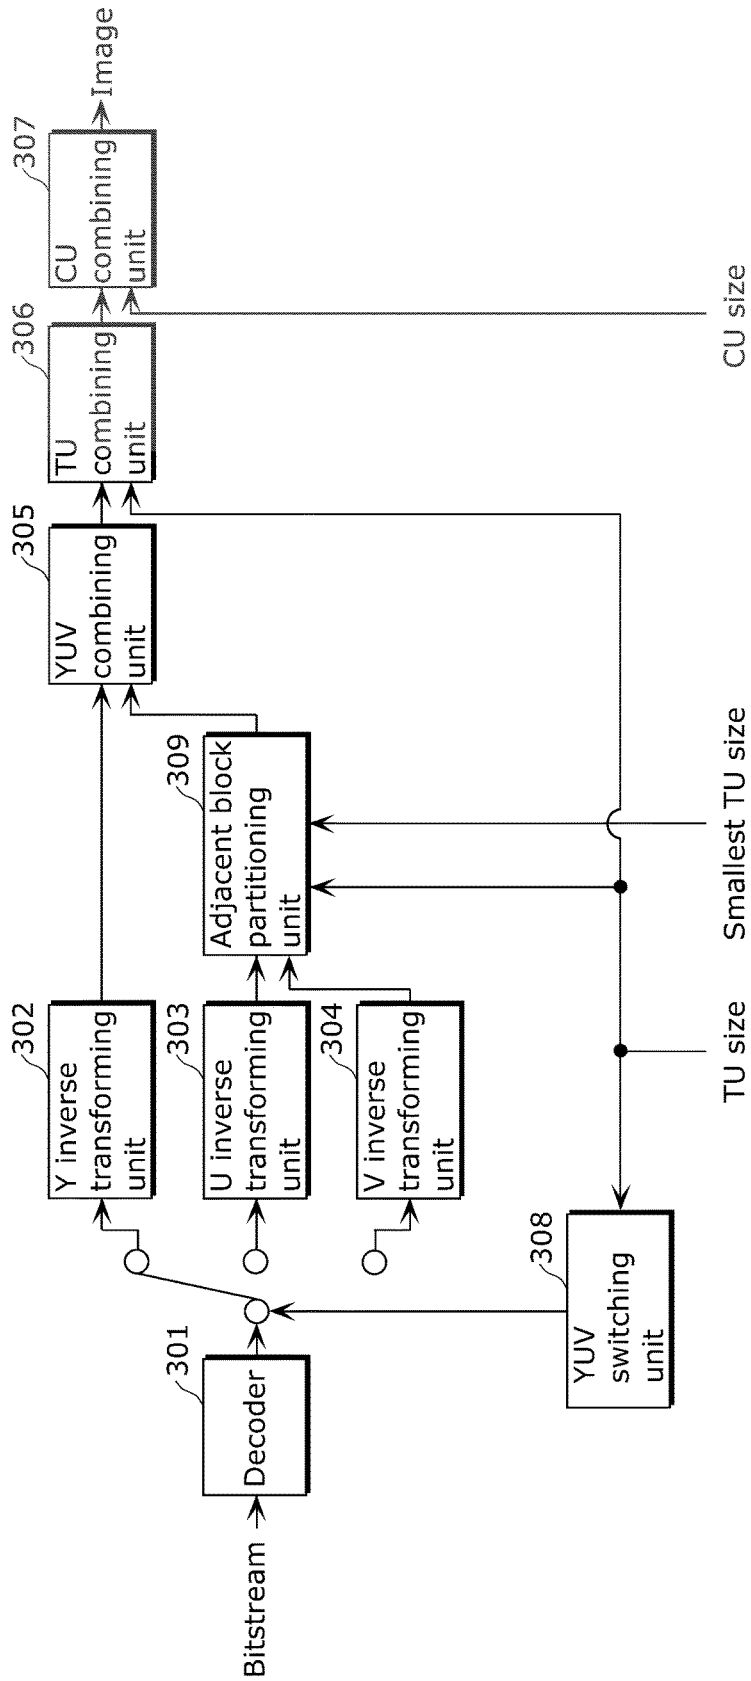 Bitstream
301
Decoder
302
Y inverse
transforming
unit
303
U inverse
transforming
unit
304
V inverse
transforming
unit
308
YUV
switching
unit
309
Adjacent block
partitioning
unit
305
YUV
combining
unit
306
TU
combining
unit
307
CU
combining
unit
Image
TU size
Smallest TU size
CU size